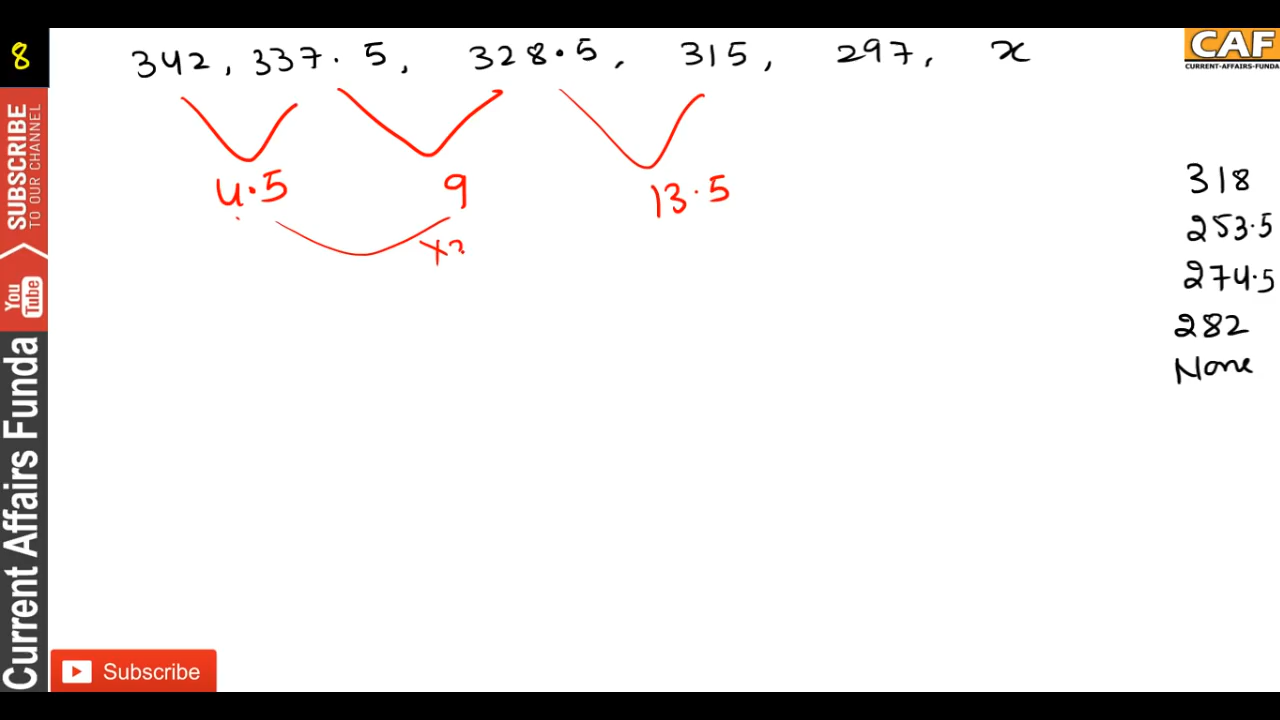 8
342, 337.5, 328.5, 315, 297, x
CAF
CURRENT-AFFAIRS-FUNDA
4.5 9 13.5
318
253.5
274.5
282
None
SUBSCRIBE
TO OUR CHANNEL
You Tube
Current Affairs Funda
Subscribe